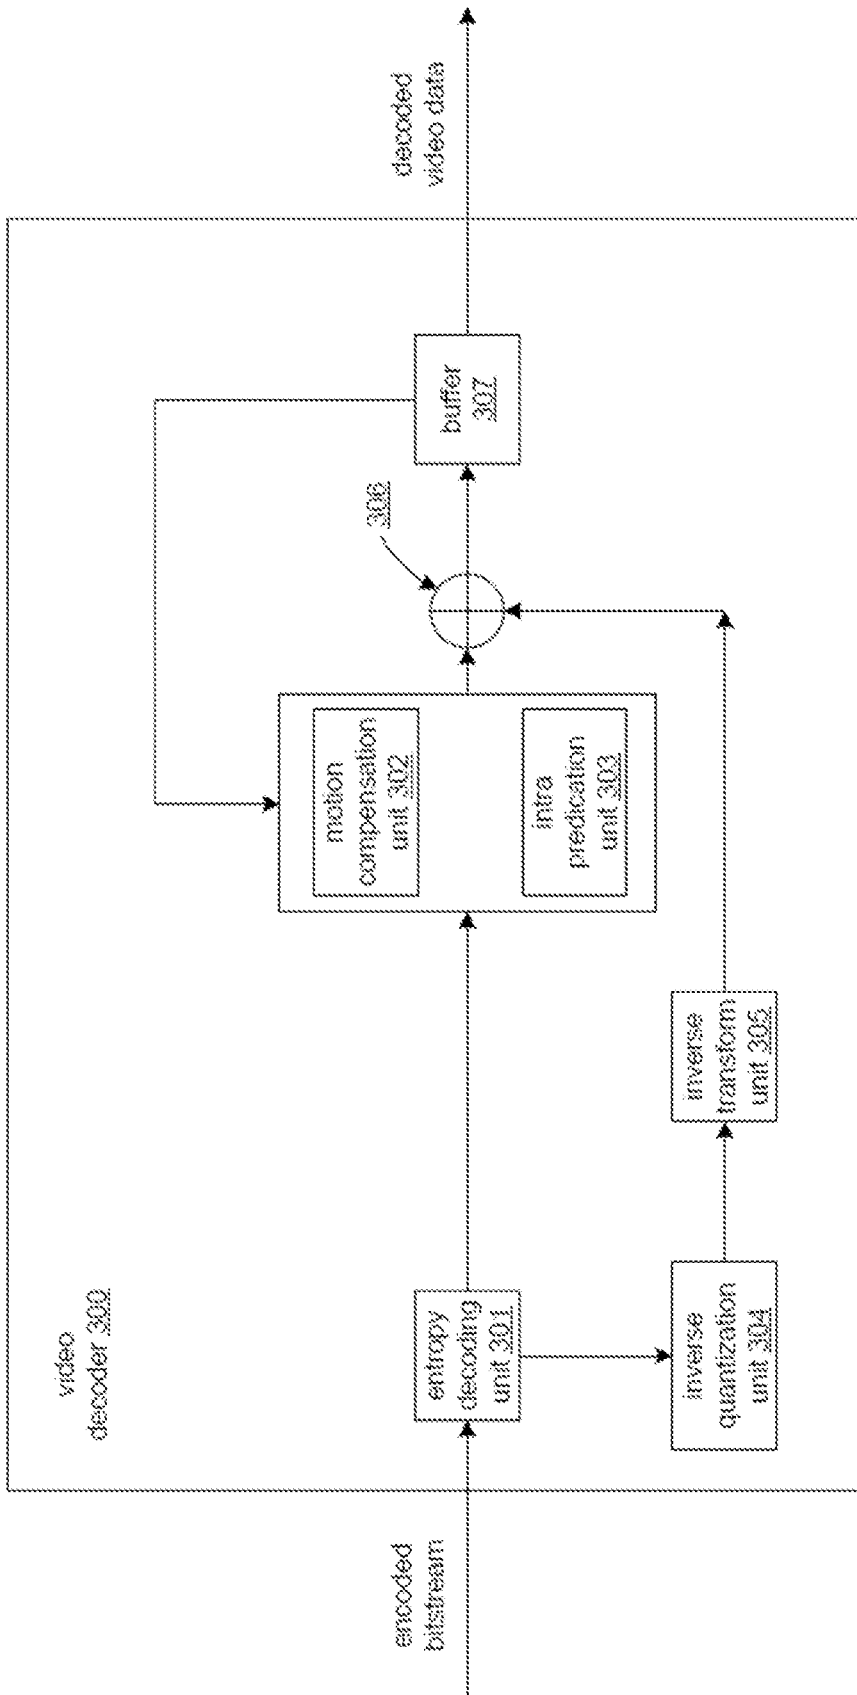 video
decoder 300
encoded
bitstream
entropy
decoding
unit 301
inverse
quantization
unit 304
inverse
transform
unit 305
motion
compensation
unit 302
intra
predication
unit 303
306
buffer
307
decoded
video data